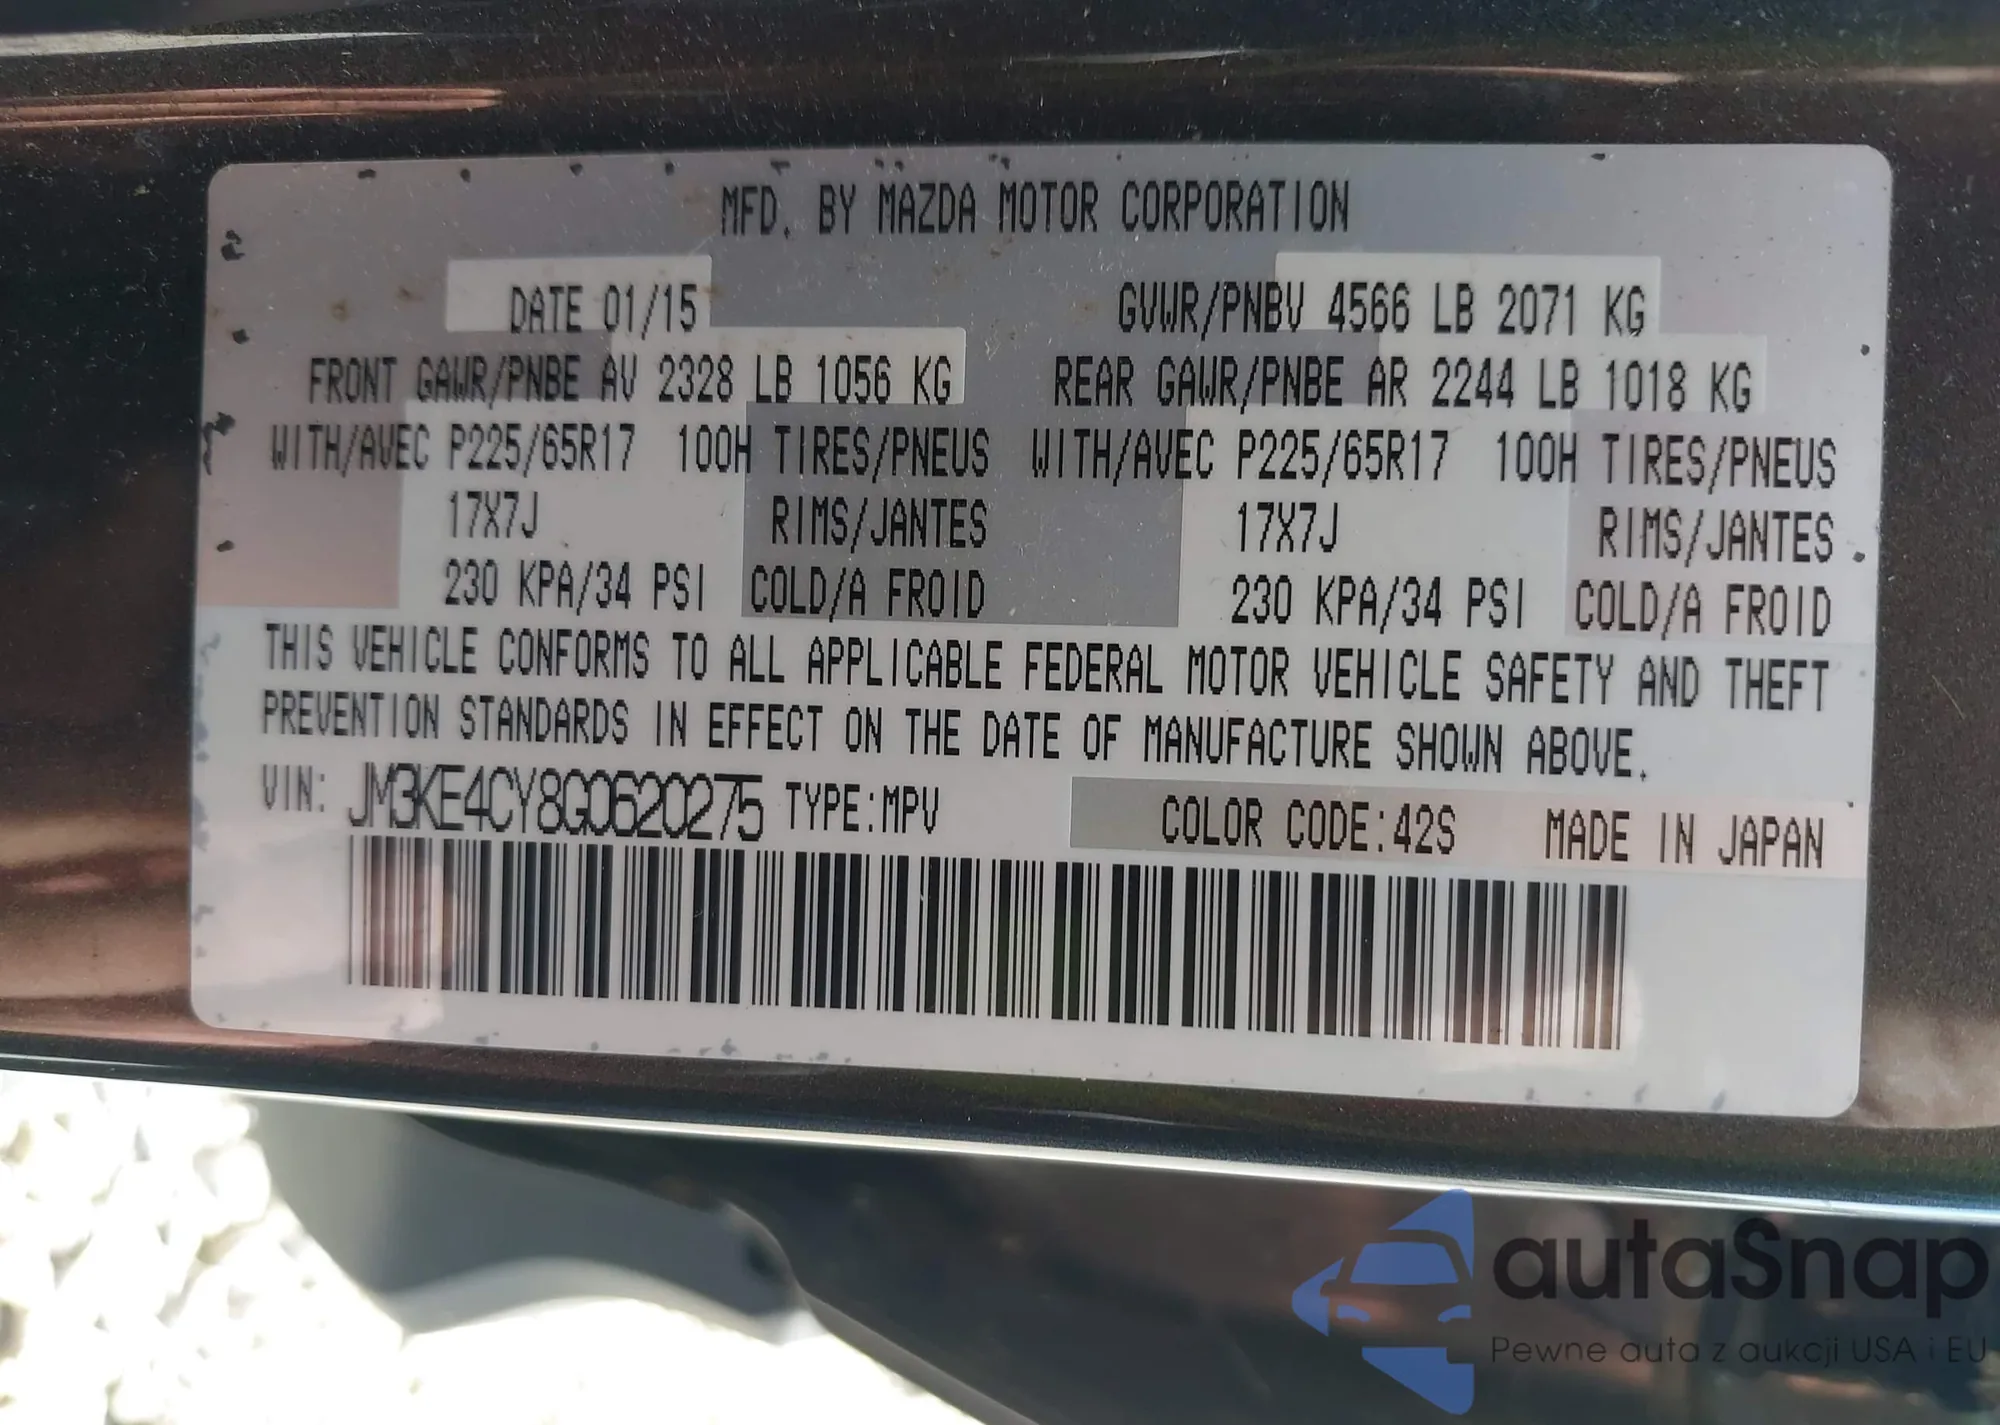 MFD. BY MAZDA MOTOR CORPORATION
DATE 01/15 GVWR/PNBV 4566 LB 2071 KG
FRONT GAWR/PNBE AV 2328 LB 1056 KG REAR GAWR/PNBE AR 2244 LB 1018 KG
WITH/AVEC P225/65R17 100H TIRES/PNEUS WITH/AVEC P225/65R17 100H TIRES/PNEUS
17X7J RIMS/JANTES 17X7J RIMS/JANTES
230 KPA/34 PSI COLD/A FROID 230 KPA/34 PSI COLD/A FROID
THIS VEHICLE CONFORMS TO ALL APPLICABLE FEDERAL MOTOR VEHICLE SAFETY AND THEFT
PREVENTION STANDARDS IN EFFECT ON THE DATE OF MANUFACTURE SHOWN ABOVE.
VIN: JM3KE4CY8G0620275 TYPE:MPV COLOR CODE:42S MADE IN JAPAN
autaSnap
Pewne auta z aukcji USA i EU